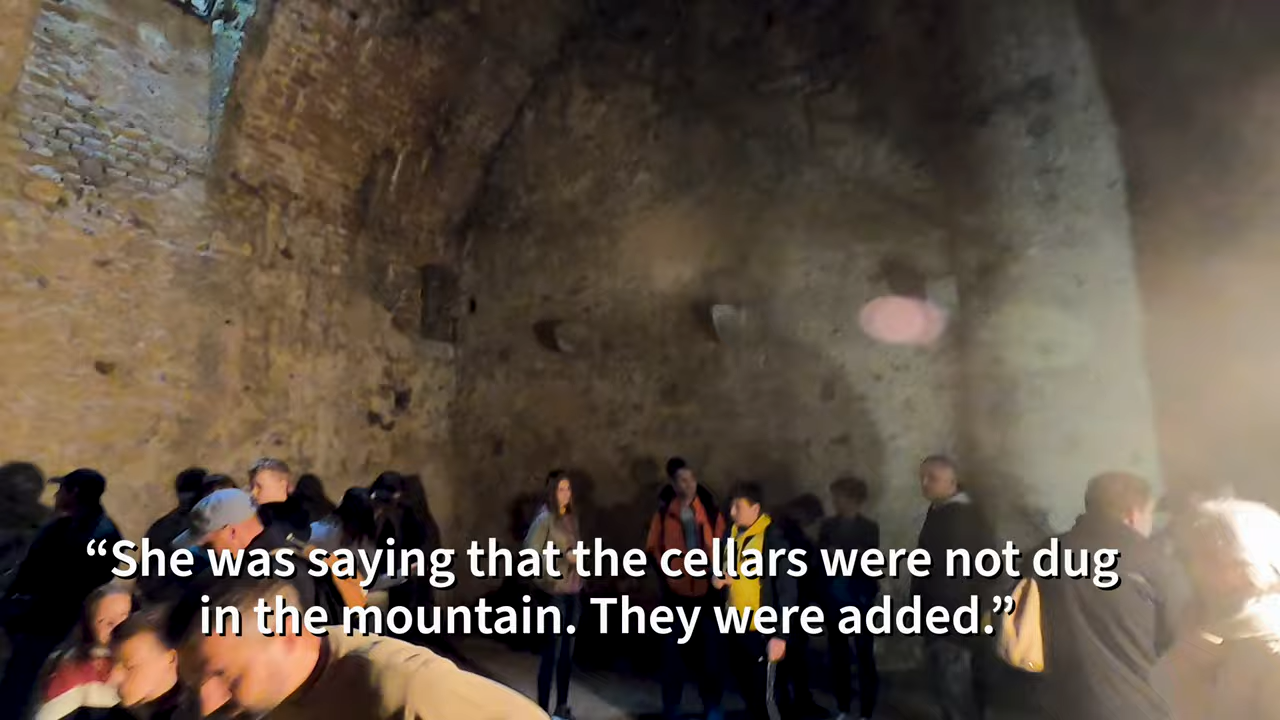 “She was saying that the cellars were not dug
in the mountain. They were added.”